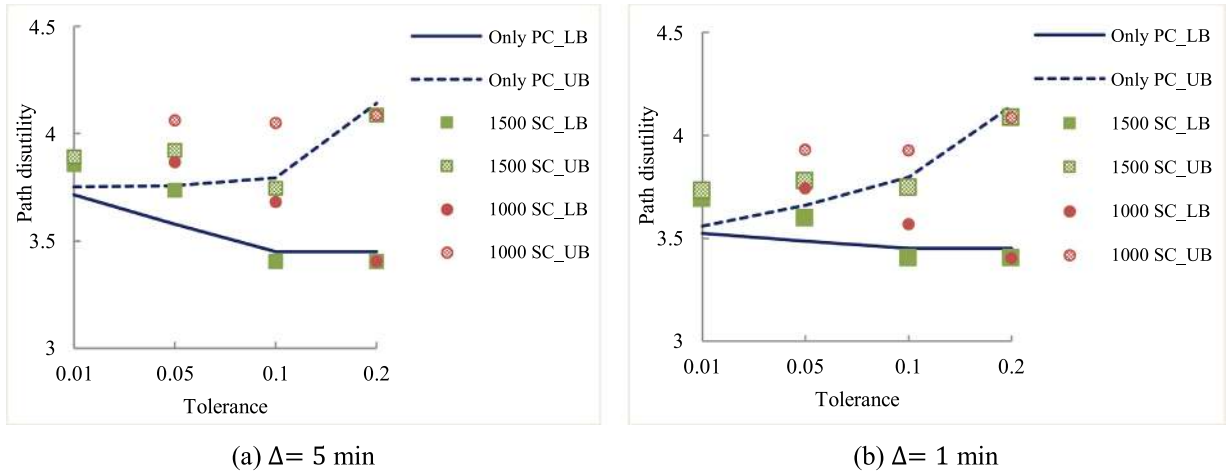 4.5
4
3.5
3
Path disutility
0.01 0.05 0.1 0.2
Tolerance
Only PC_LB
Only PC_UB
1500 SC_LB
1500 SC_UB
1000 SC_LB
1000 SC_UB
(a) Δ= 5 min
4.5
4
3.5
3
Path disutility
0.01 0.05 0.1 0.2
Tolerance
Only PC_LB
Only PC_UB
1500 SC_LB
1500 SC_UB
1000 SC_LB
1000 SC_UB
(b) Δ= 1 min